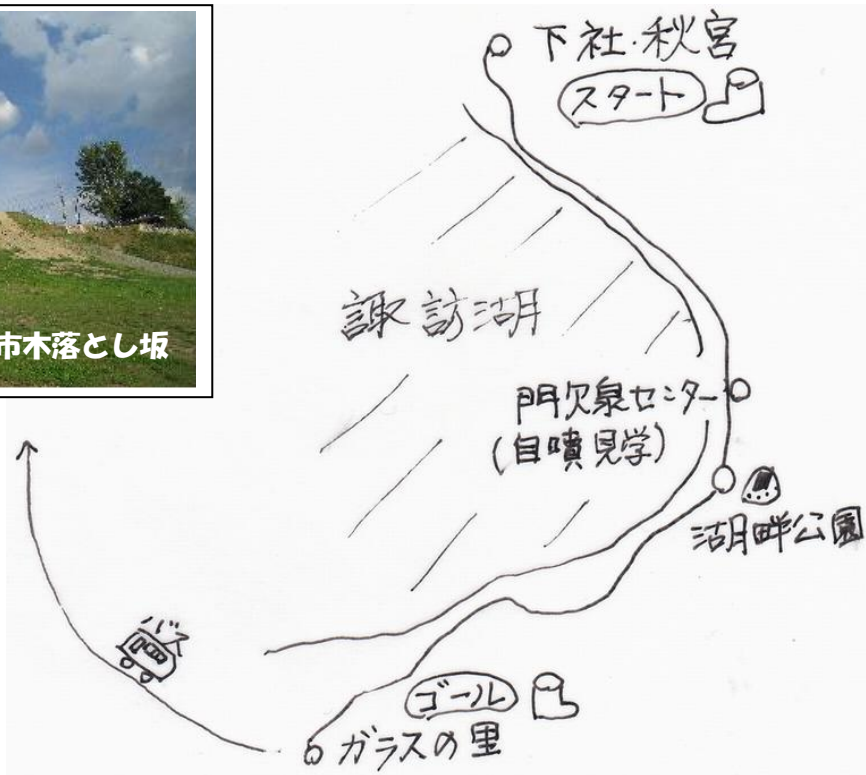 下社・秋宮
スタート
市木落とし坂
諏訪湖
門欠泉センター
(自噴見学)
湖畔公園
バス
ゴール
ガラスの里